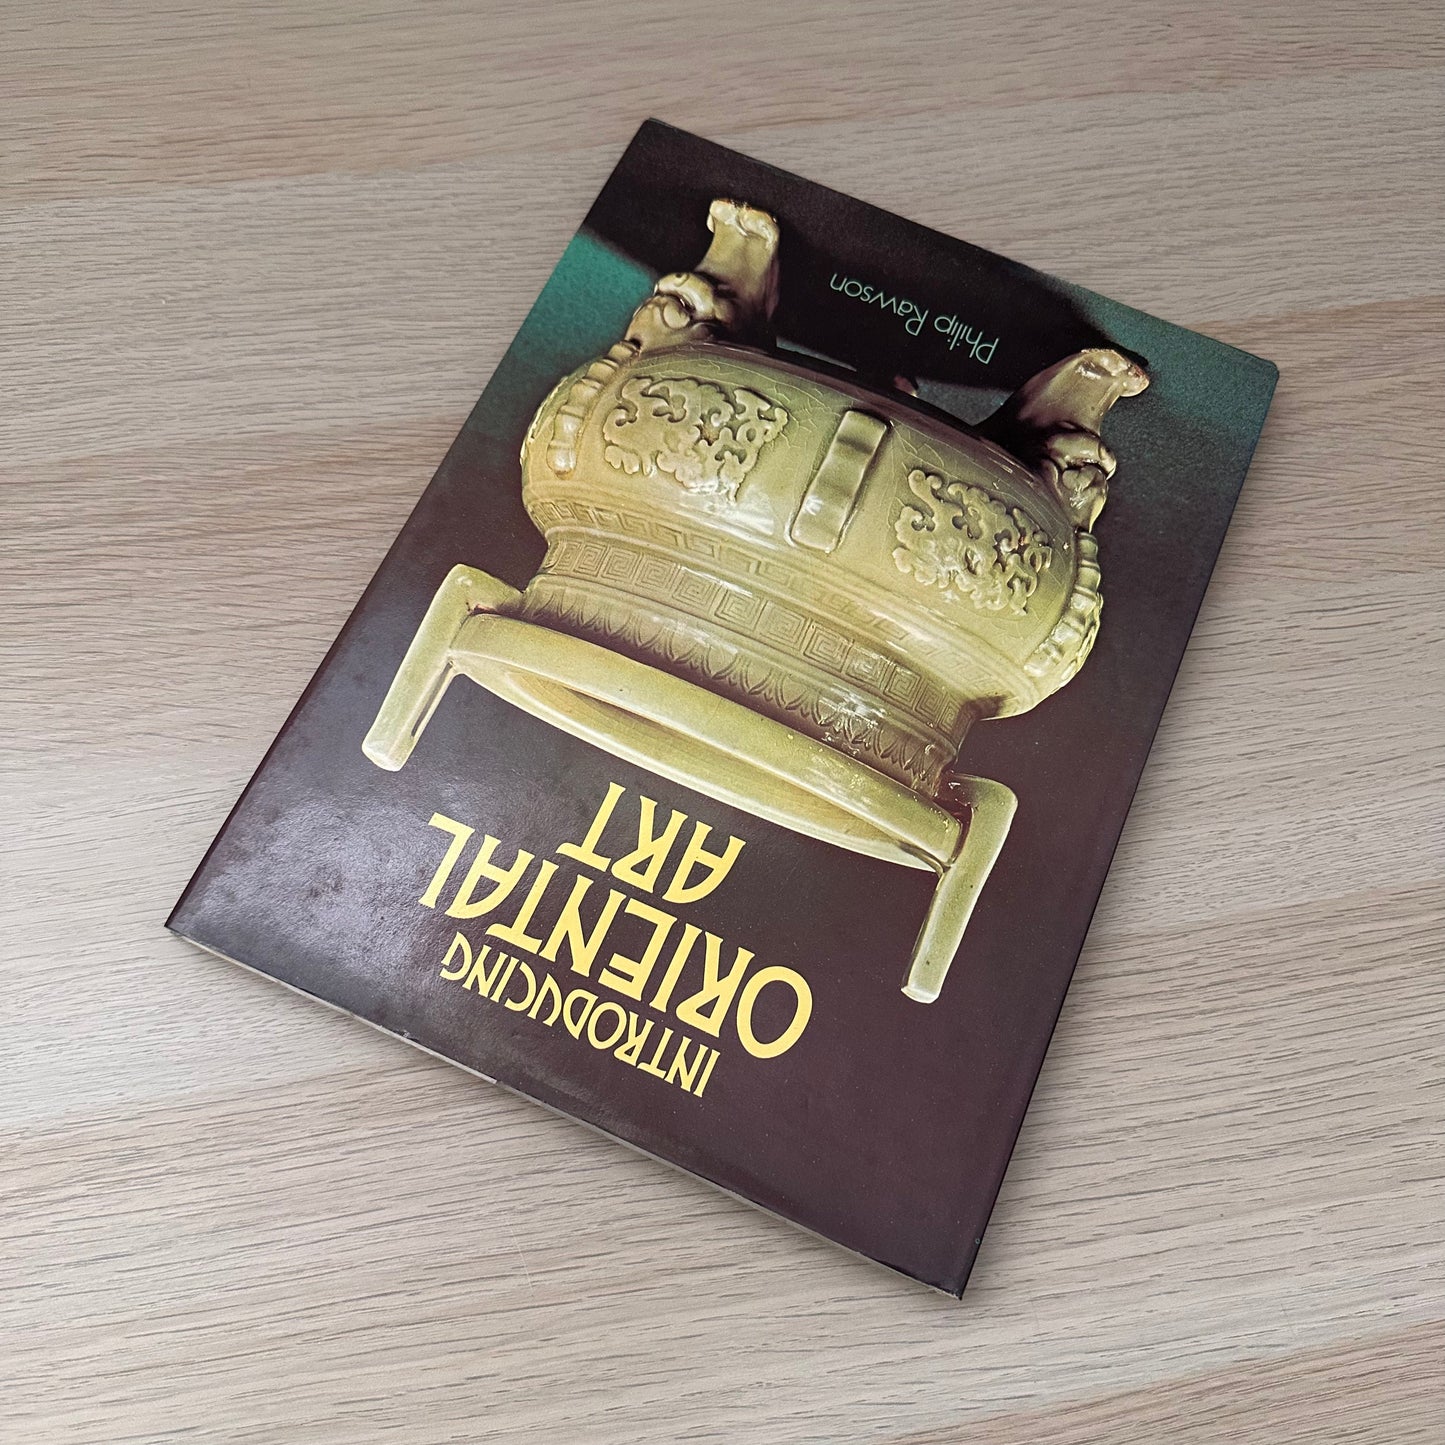 INTRODUCING
ORIENTAL
ART
Philip Rawson